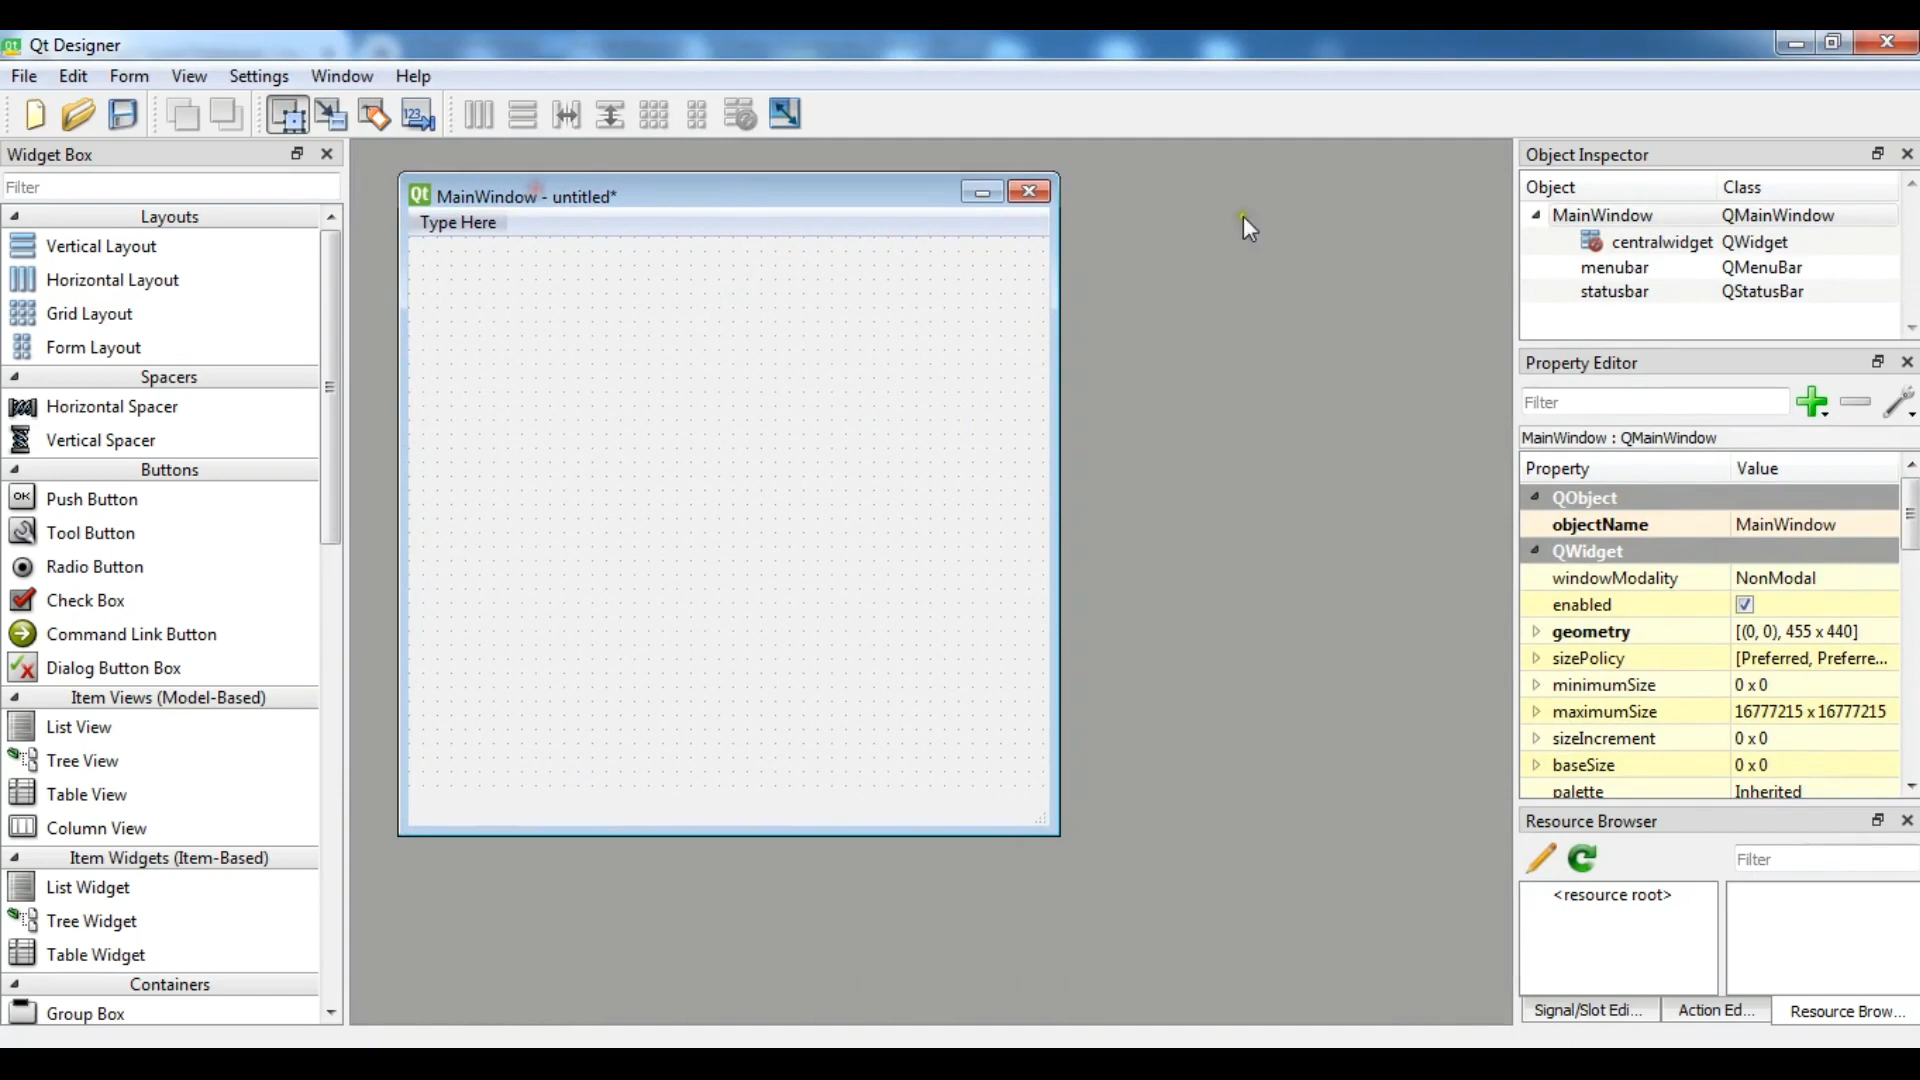 Qt Designer
File Edit Form View Settings Window Help
Widget Box
Filter
Layouts
Vertical Layout
Horizontal Layout
Grid Layout
Form Layout
Spacers
Horizontal Spacer
Vertical Spacer
Buttons
OK Push Button
Tool Button
Radio Button
Check Box
Command Link Button
Dialog Button Box
Item Views (Model-Based)
List View
Tree View
Table View
Column View
Item Widgets (Item-Based)
List Widget
Tree Widget
Table Widget
Containers
Group Box
Qt MainWindow - untitled*
Type Here
Object Inspector
Object Class
MainWindow QMainWindow
centralwidget QWidget
menubar QMenuBar
statusbar QStatusBar
Property Editor
Filter
MainWindow : QMainWindow
Property Value
QObject
objectName MainWindow
QWidget
windowModality NonModal
enabled
geometry [(0, 0), 455 x 440]
sizePolicy [Preferred, Preferre...
minimumSize 0 x 0
maximumSize 16777215 x 16777215
sizeIncrement 0 x 0
baseSize 0 x 0
palette Inherited
Resource Browser
Filter
<resource root>
Signal/Slot Edi... Action Ed... Resource Brow...